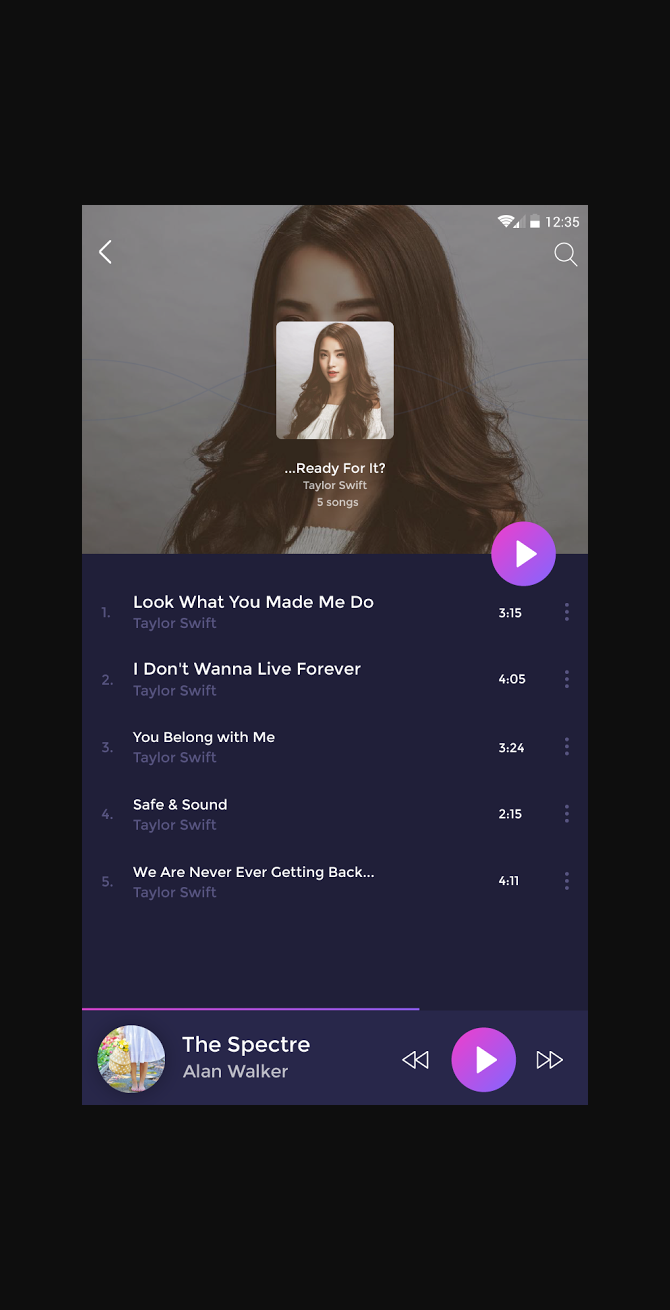 12:35
...Ready For It?
Taylor Swift
5 songs
1. Look What You Made Me Do 3:15
Taylor Swift
2. I Don't Wanna Live Forever 4:05
Taylor Swift
3. You Belong with Me 3:24
Taylor Swift
4. Safe & Sound 2:15
Taylor Swift
5. We Are Never Ever Getting Back... 4:11
Taylor Swift
The Spectre
Alan Walker